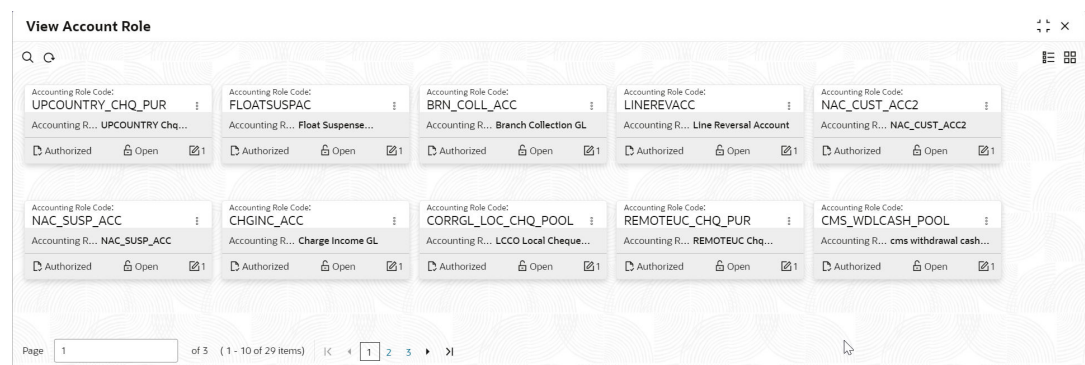 View Account Role
Accounting Role Code: Accounting Role Code: Accounting Role Code: Accounting Role Code: Accounting Role Code:
UPCOUNTRY_CHQ_PUR FLOATSUSPAC BRN_COLL_ACC LINEREVACC NAC_CUST_ACC2
Accounting R... UPCOUNTRY Chq... Accounting R... Float Suspense... Accounting R... Branch Collection GL Accounting R... LIne Reversal Account Accounting R... NAC_CUST_ACC2
Authorized Open 1 Authorized Open 1 Authorized Open 1 Authorized Open 1 Authorized Open 1
Accounting Role Code: Accounting Role Code: Accounting Role Code: Accounting Role Code: Accounting Role Code:
NAC_SUSP_ACC CHGINC_ACC CORRGL_LOC_CHQ_POOL REMOTEUC_CHQ_PUR CMS_WDLCASH_POOL
Accounting R... NAC_SUSP_ACC Accounting R... Charge Income GL Accounting R... LCCO Local Cheque... Accounting R... REMOTEUC Chq... Accounting R... cms withdrawal cash...
Authorized Open 1 Authorized Open 1 Authorized Open 1 Authorized Open 1 Authorized Open 1
Page 1 of 3 ( 1 - 10 of 29 items) 1 2 3